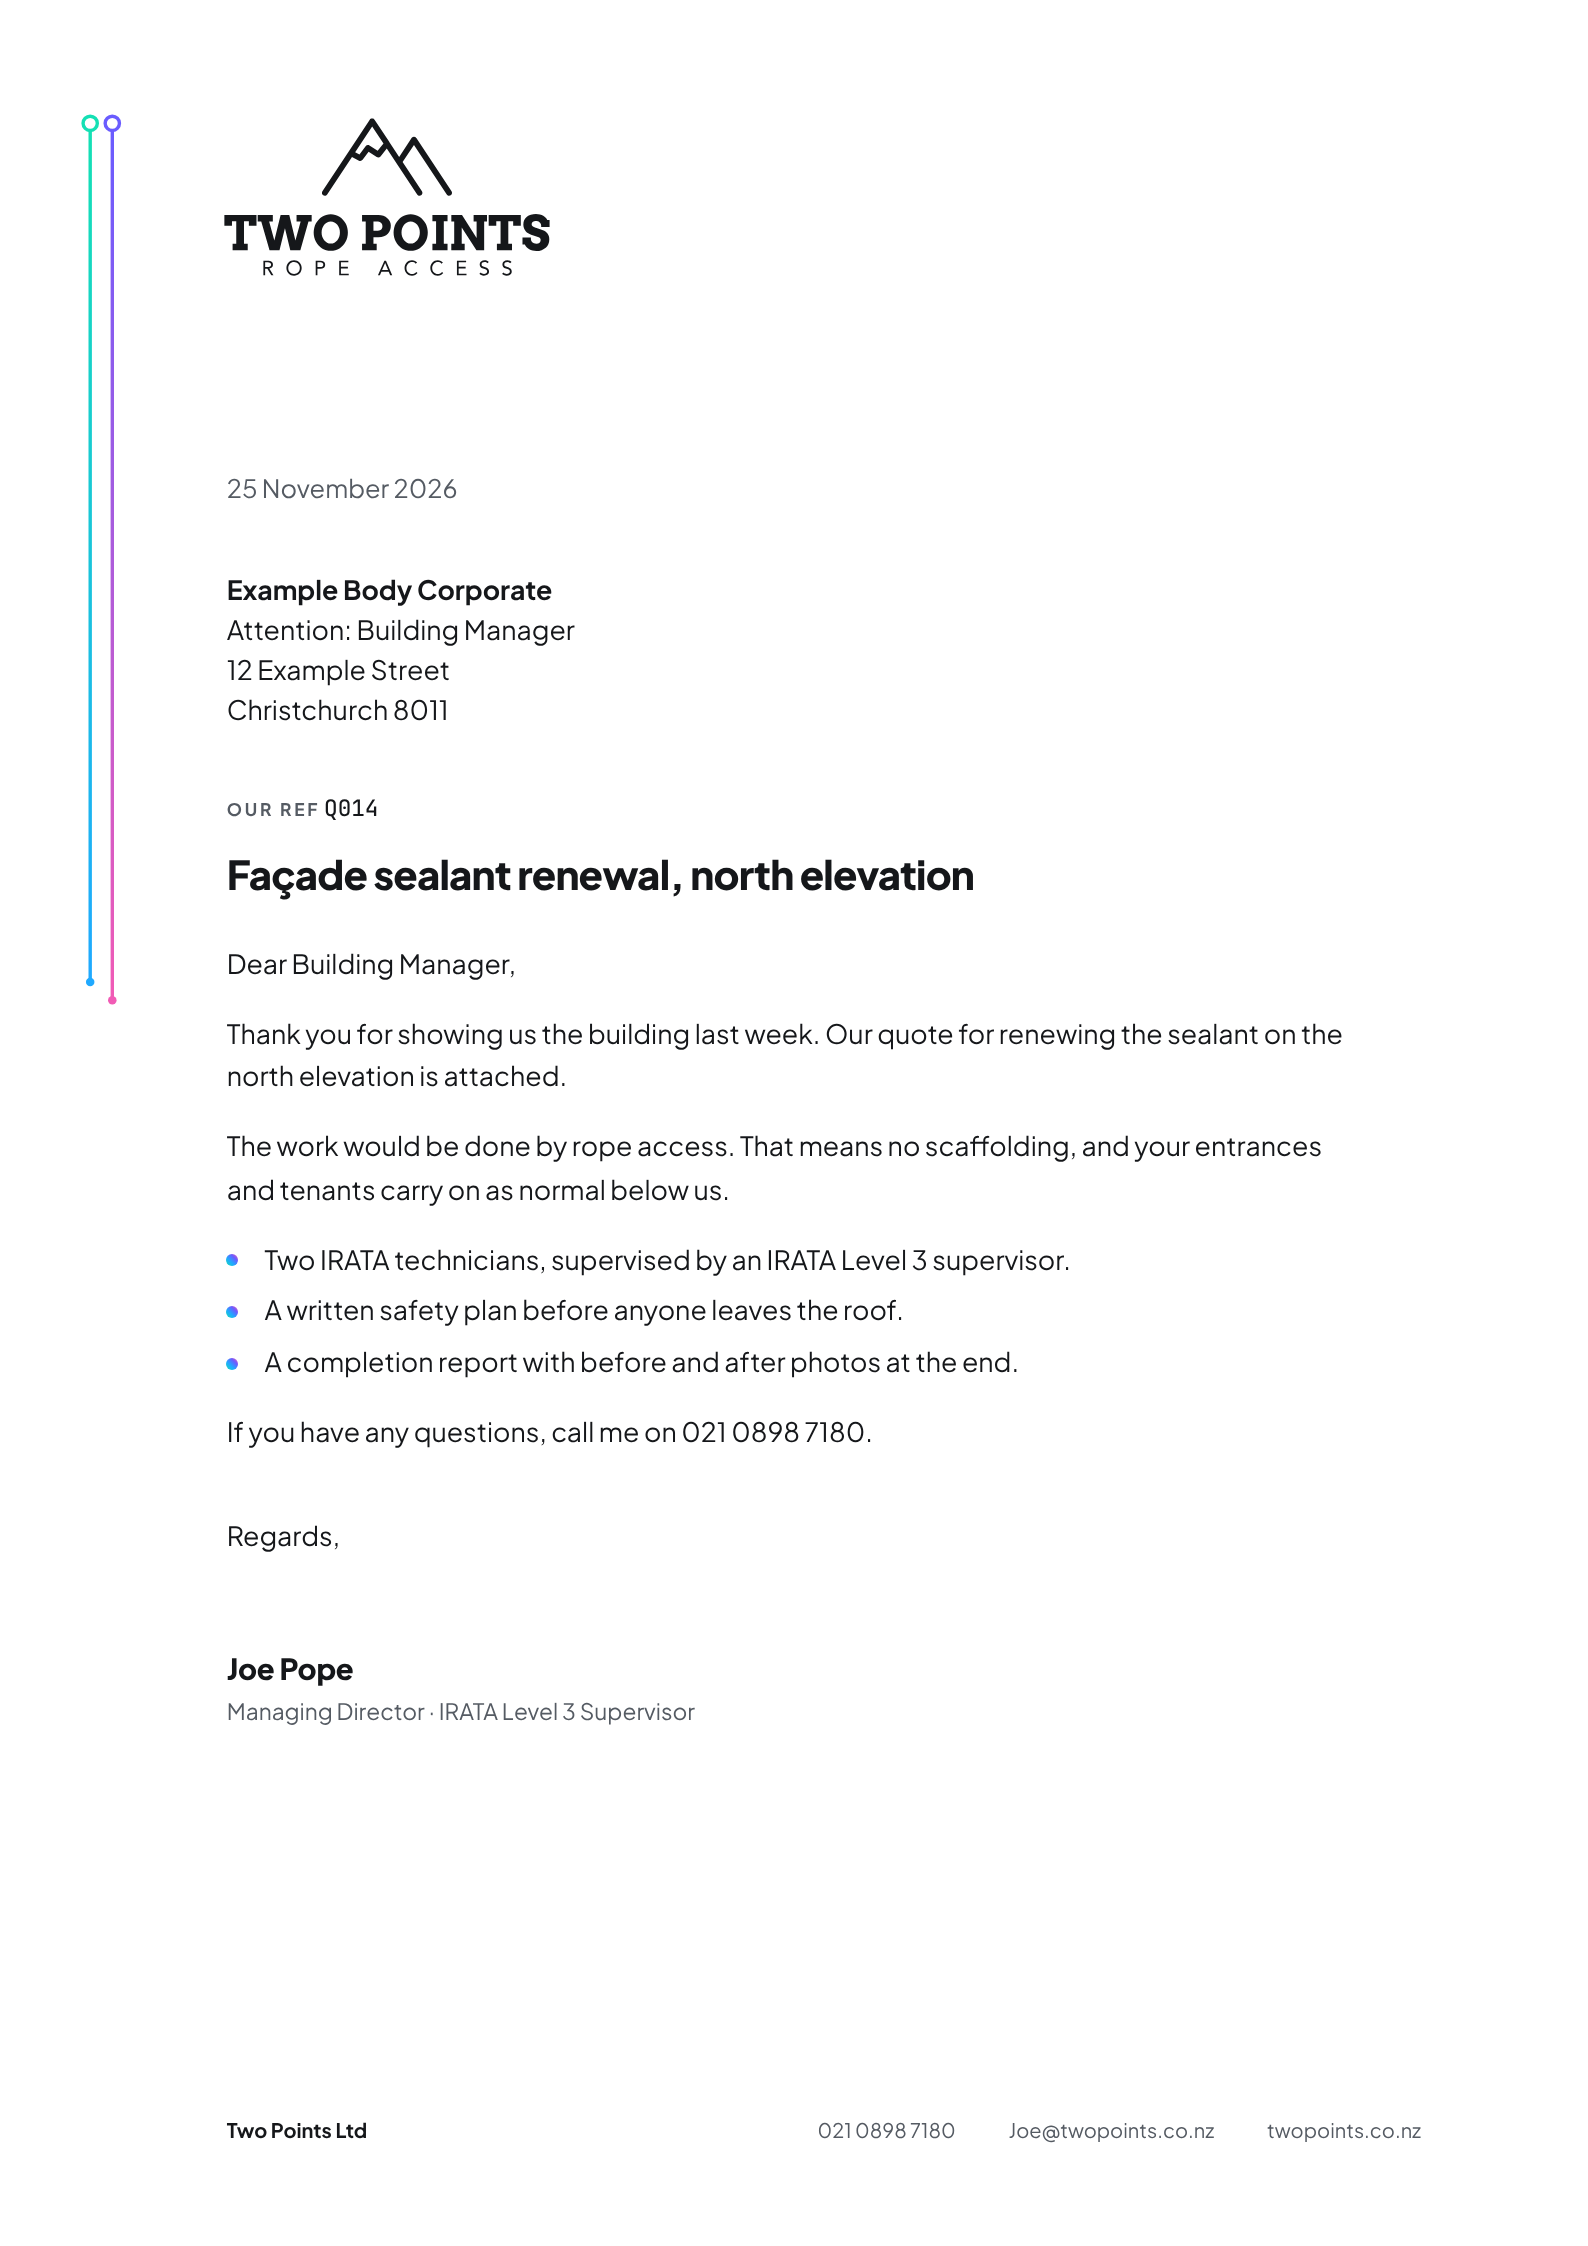 TWO POINTS
ROPE ACCESS
25 November 2026
Example Body Corporate
Attention: Building Manager
12 Example Street
Christchurch 8011
OUR REF Q014
Façade sealant renewal, north elevation
Dear Building Manager,
Thank you for showing us the building last week. Our quote for renewing the sealant on the
north elevation is attached.
The work would be done by rope access. That means no scaffolding, and your entrances
and tenants carry on as normal below us.
Two IRATA technicians, supervised by an IRATA Level 3 supervisor.
A written safety plan before anyone leaves the roof.
A completion report with before and after photos at the end.
If you have any questions, call me on 021 0898 7180.
Regards,
Joe Pope
Managing Director · IRATA Level 3 Supervisor
Two Points Ltd 021 0898 7180 Joe@twopoints.co.nz twopoints.co.nz